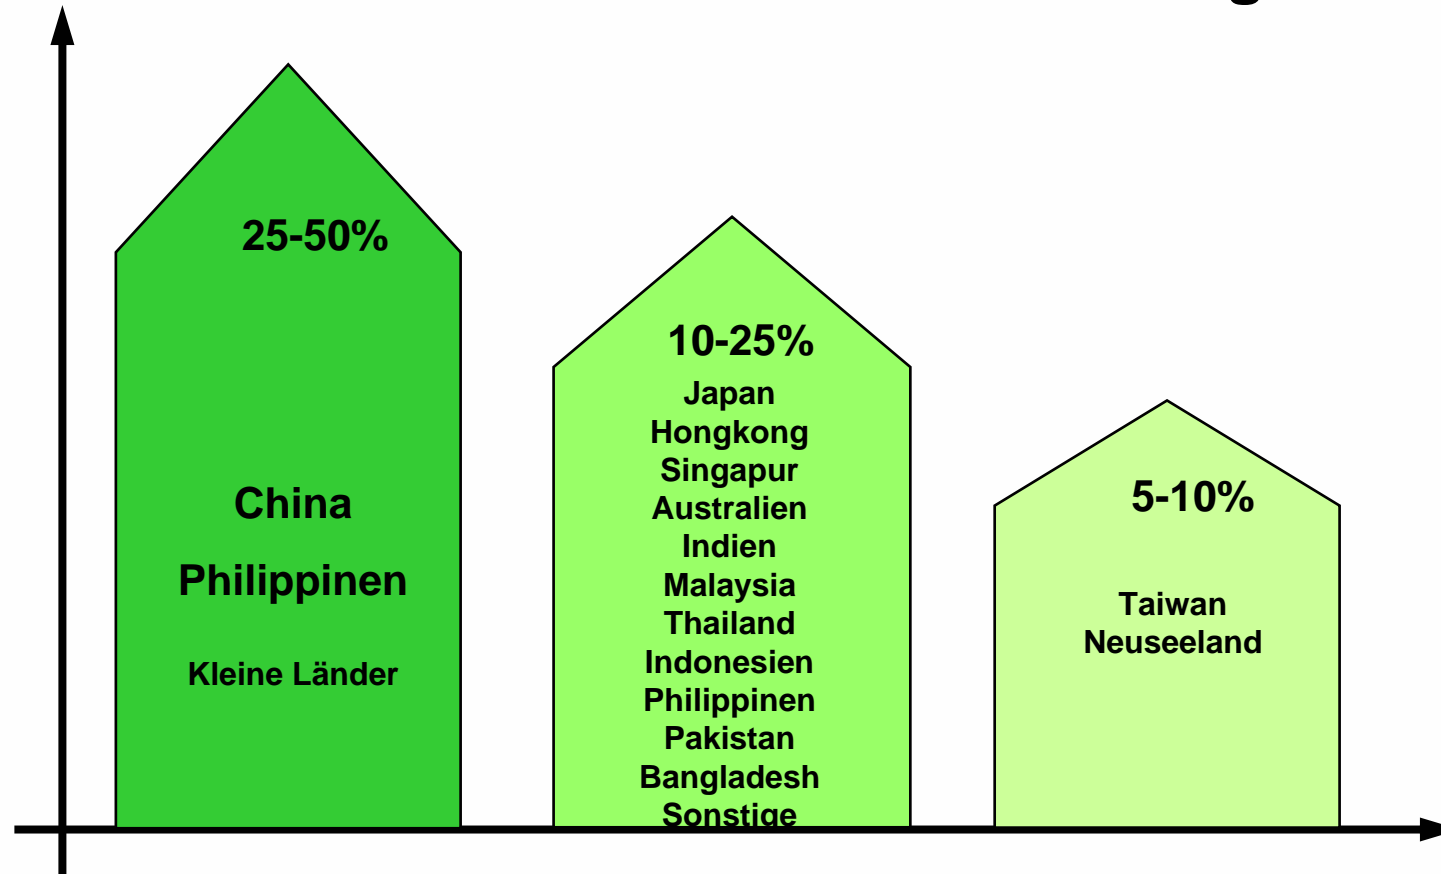 25-50%
China
Philippinen
Kleine Länder
10-25%
Japan
Hongkong
Singapur
Australien
Indien
Malaysia
Thailand
Indonesien
Philippinen
Pakistan
Bangladesh
Sonstige
5-10%
Taiwan
Neuseeland